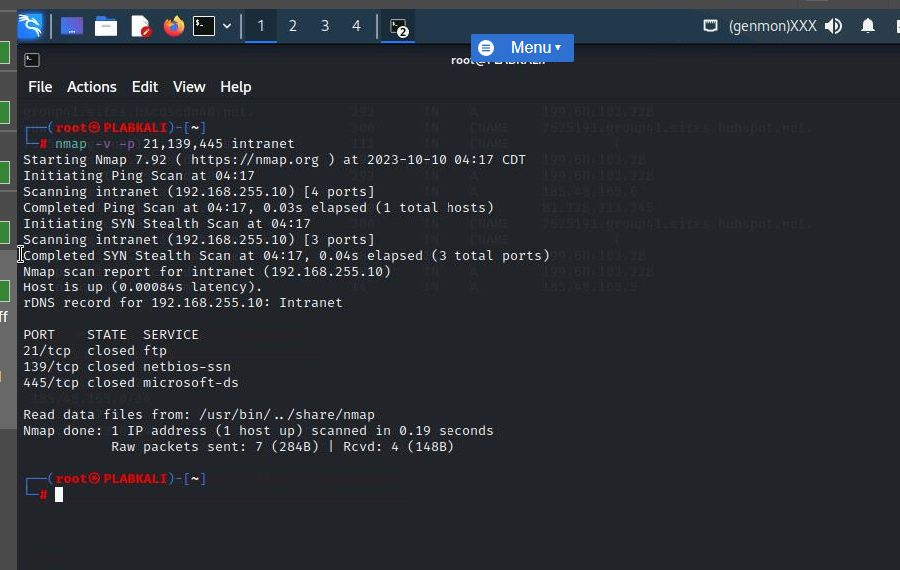 1 2 3 4 2 (genmon)XXX
Menu
File Actions Edit View Help
(root㉿PLABKALI)-[~]
# nmap -v -p 21,139,445 intranet
Starting Nmap 7.92 ( https://nmap.org ) at 2023-10-10 04:17 CDT
Initiating Ping Scan at 04:17
Scanning intranet (192.168.255.10) [4 ports]
Completed Ping Scan at 04:17, 0.03s elapsed (1 total hosts)
Initiating SYN Stealth Scan at 04:17
Scanning intranet (192.168.255.10) [3 ports]
Completed SYN Stealth Scan at 04:17, 0.04s elapsed (3 total ports)
Nmap scan report for intranet (192.168.255.10)
Host is up (0.00084s latency).
rDNS record for 192.168.255.10: Intranet
PORT STATE SERVICE
21/tcp closed ftp
139/tcp closed netbios-ssn
445/tcp closed microsoft-ds
Read data files from: /usr/bin/../share/nmap
Nmap done: 1 IP address (1 host up) scanned in 0.19 seconds
Raw packets sent: 7 (284B) | Rcvd: 4 (148B)
(root㉿PLABKALI)-[~]
#